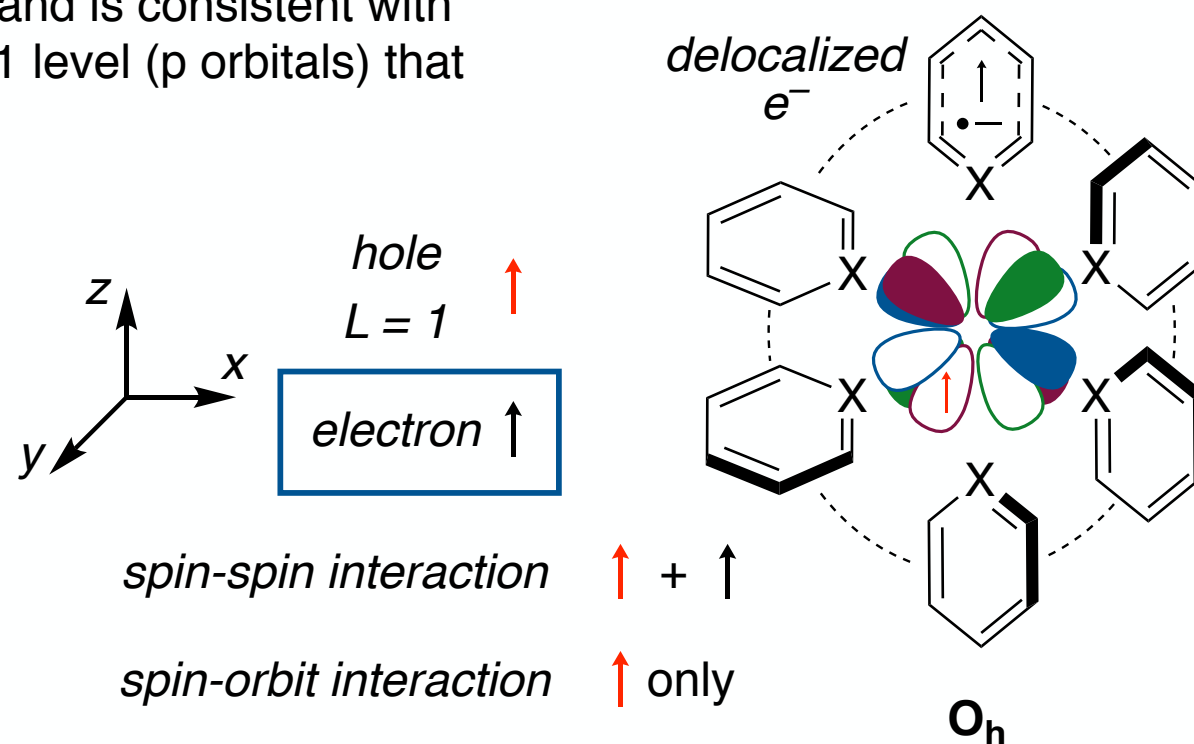 and is consistent with
1 level (p orbitals) that
delocalized
e–
X
X
X
X
X
X
z
x
y
hole
L = 1
electron
spin-spin interaction
+
spin-orbit interaction
only
Oh